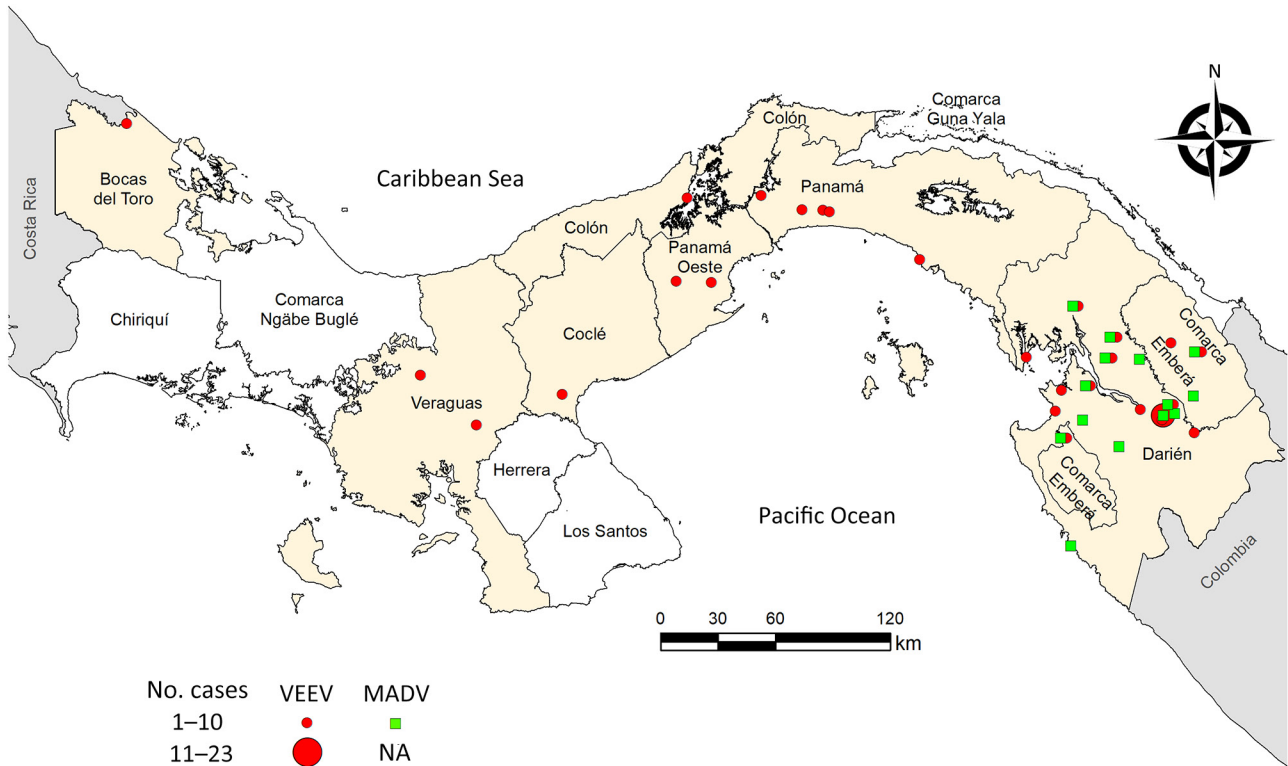 N
Comarca
Guna Yala
Colón
Costa Rica
Bocas
del Toro
Caribbean Sea
Panamá
Colón
Panamá
Oeste
Comarca
Ngäbe Buglé
Chiriquí
Coclé
Comarca
Emberá
Veraguas
Herrera
Darién
Comarca
Emberá
Pacific Ocean
Los Santos
Colombia
0 30 60 120
km
No. cases VEEV MADV
1–10
11–23 NA